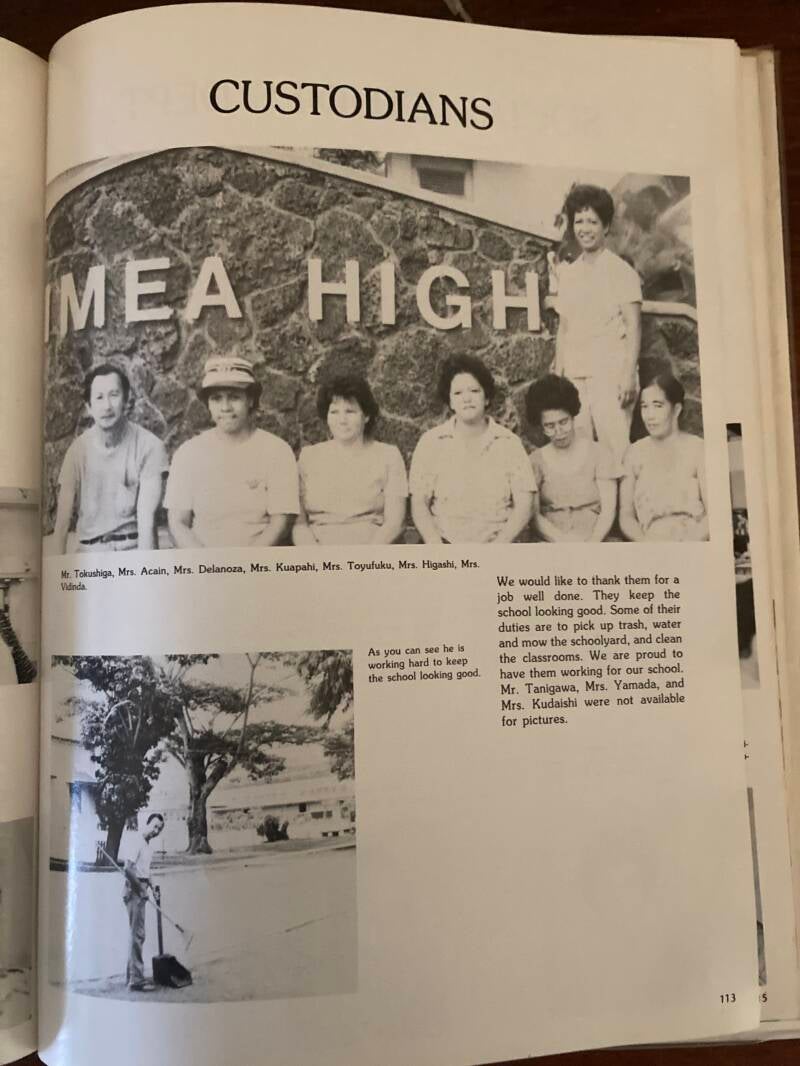 CUSTODIANS
IMEA HIGH
Mr. Tokushiga, Mrs. Acain, Mrs. Delanoza, Mrs. Kuapahi, Mrs. Toyufuku, Mrs. Higashi, Mrs.
Vidinda.
We would like to thank them for a
job well done. They keep the
school looking good. Some of their
duties are to pick up trash, water
and mow the schoolyard, and clean
the classrooms. We are proud to
have them working for our school.
Mr. Tanigawa, Mrs. Yamada, and
Mrs. Kudaishi were not available
for pictures.
As you can see he is
working hard to keep
the school looking good.
113